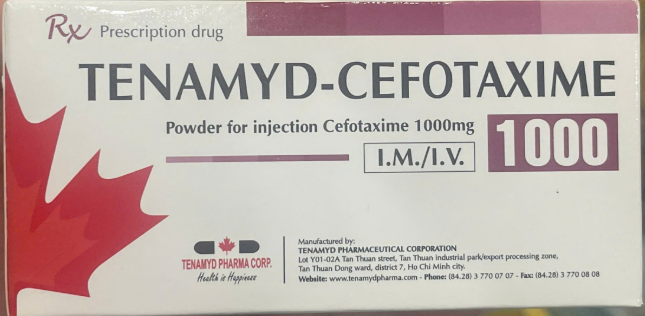 Rx Prescription drug
TENAMYD-CEFOTAXIME
Powder for injection Cefotaxime 1000mg
I.M./I.V.
1000
TENAMYD PHARMA CORP.
Health is Happiness
Manufactured by:
TENAMYD PHARMACEUTICAL CORPORATION
Lot Y01-02A Tan Thuan street, Tan Thuan industrial park/export processing zone,
Tan Thuan Dong ward, district 7, Ho Chi Minh city.
Website: www.tenamydpharma.com - Phone: (84.28) 3 770 07 07 - Fax: (84.28) 3 770 08 08